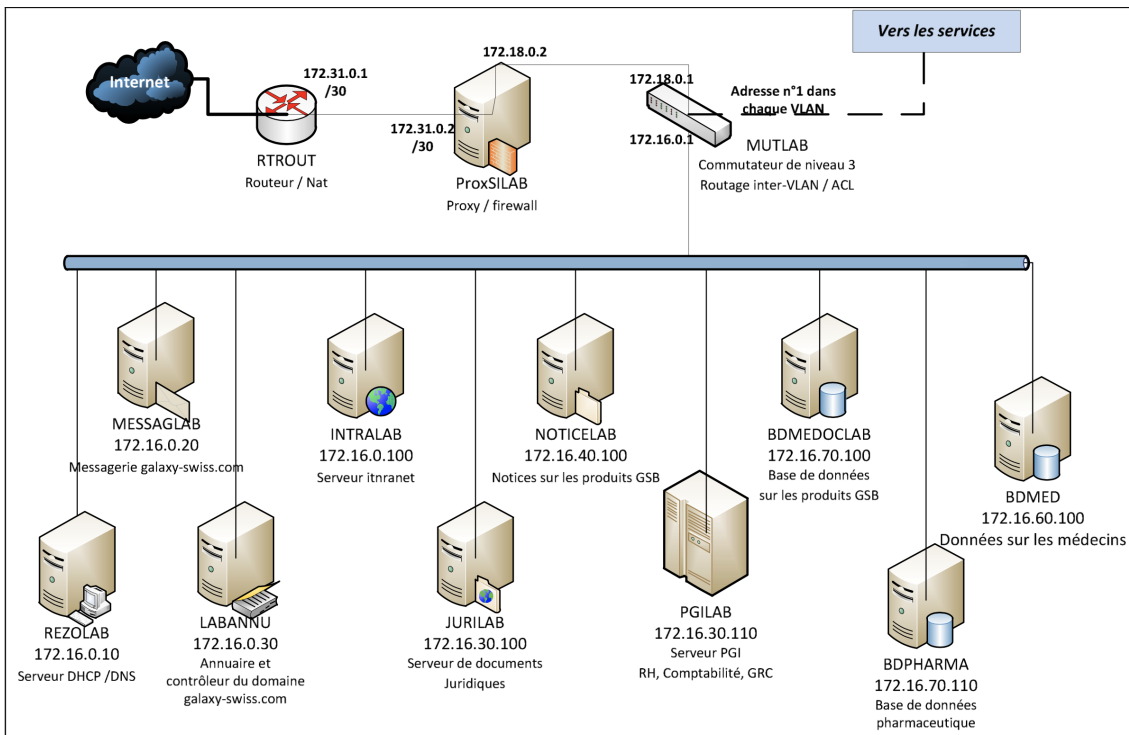 Vers les services
172.18.0.2
Internet
172.31.0.1
/30
172.18.0.1
Adresse n°1 dans
chaque VLAN
172.31.0.2
/30
172.16.0.1
RTROUT
Routeur / Nat
ProxSILAB
Proxy / firewall
MUTLAB
Commutateur de niveau 3
Routage inter-VLAN / ACL
MESSAGLAB
172.16.0.20
Messagerie galaxy-swiss.com
INTRALAB
172.16.0.100
Serveur itnranet
NOTICELAB
172.16.40.100
Notices sur les produits GSB
BDMEDOCLAB
172.16.70.100
Base de données
sur les produits GSB
BDMED
172.16.60.100
Données sur les médecins
REZOLAB
172.16.0.10
Serveur DHCP /DNS
LABANNU
172.16.0.30
Annuaire et
contrôleur du domaine
galaxy-swiss.com
JURILAB
172.16.30.100
Serveur de documents
Juridiques
PGILAB
172.16.30.110
Serveur PGI
RH, Comptabilité, GRC
BDPHARMA
172.16.70.110
Base de données
pharmaceutique